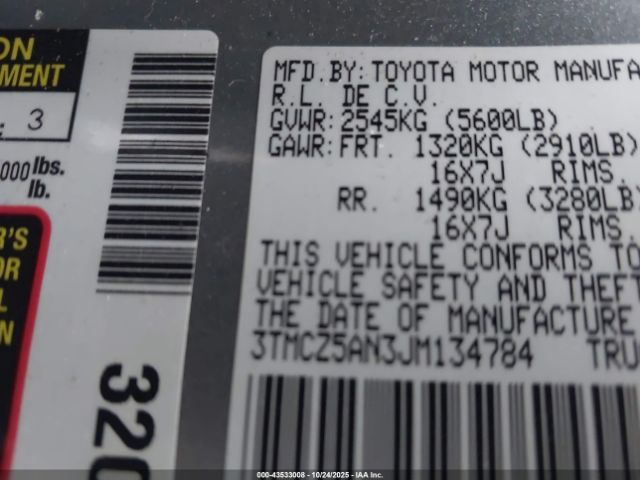 ON
MENT
: 3
000 lbs.
lb.
R'S
OR
L
N
320
MFD.BY:TOYOTA MOTOR MANUFA
R.L. DE C.V.
GVWR:2545KG (5600LB)
GAWR:FRT. 1320KG (2910LB)
16X7J RIMS
RR. 1490KG (3280LB)
16X7J RIMS
THIS VEHICLE CONFORMS TO
VEHICLE SAFETY AND THEFT
THE DATE OF MANUFACTURE
3TMCZ5AN3JM134784 TRU
000-43533008 - 10/24/2025 - IAA Inc.